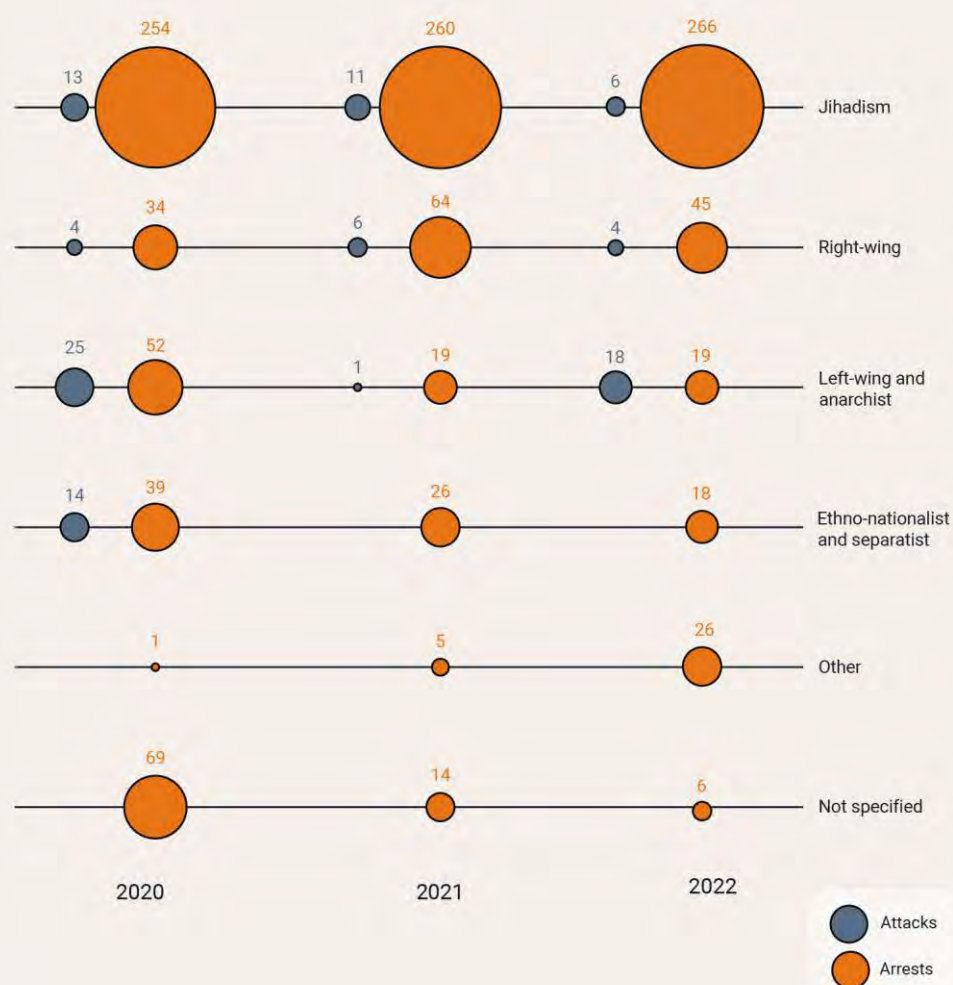 254 260 266
13 11 6
Jihadism
34 64 45
4 6 4
Right-wing
25 52 1 19 18 19
Left-wing and
anarchist
14 39 26 18
Ethno-nationalist
and separatist
1 5 26
Other
69 14 6
Not specified
2020 2021 2022
Attacks
Arrests